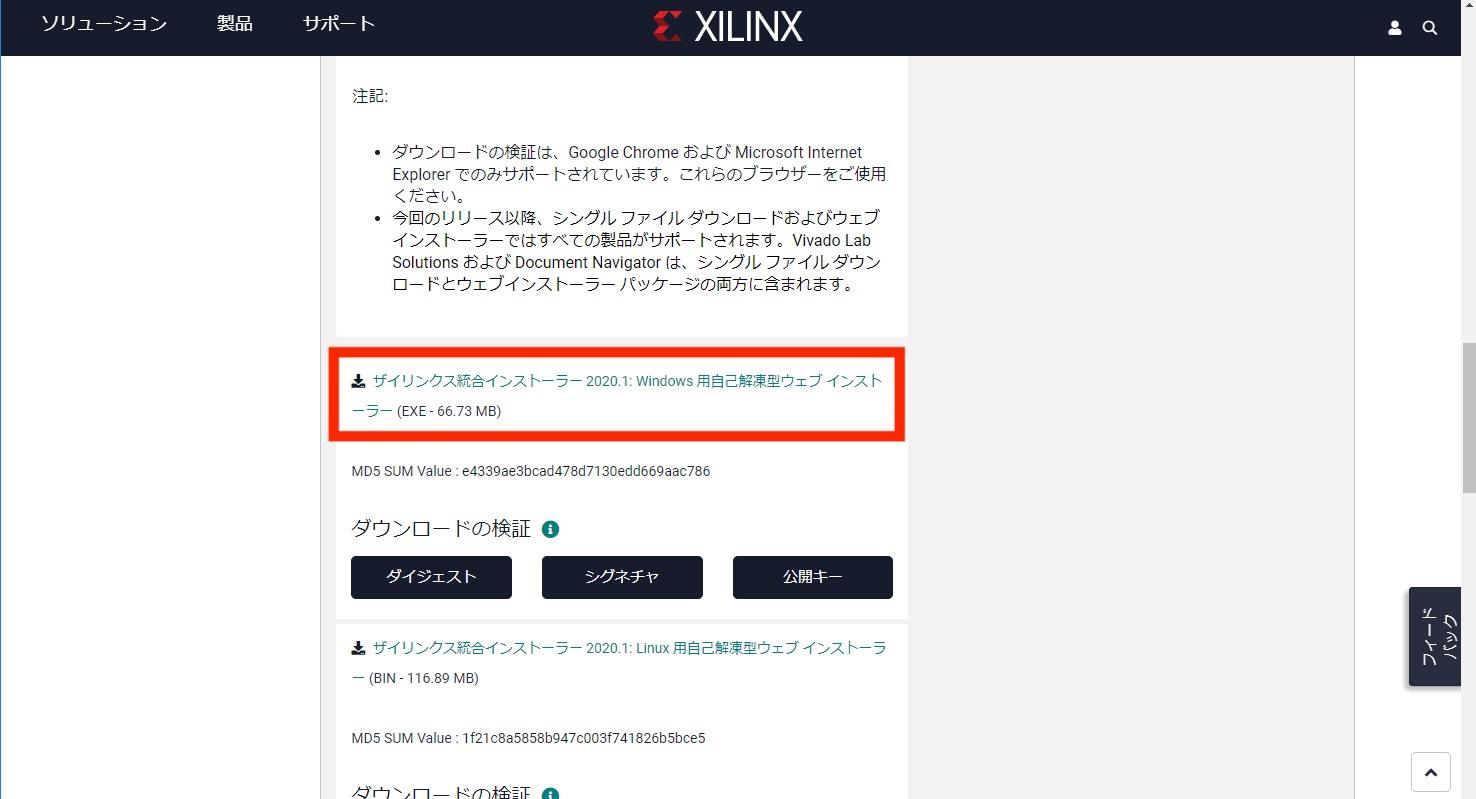 ソリューション 製品 サポート XILINX
注記:
ダウンロードの検証は、Google Chrome および Microsoft Internet
Explorer でのみサポートされています。これらのブラウザーをご使用
ください。
今回のリリース以降、シングル ファイル ダウンロードおよびウェブ
インストーラーではすべての製品がサポートされます。Vivado Lab
Solutions および Document Navigator は、シングル ファイル ダウン
ロードとウェブインストーラー パッケージの両方に含まれます。
ザイリンクス統合インストーラー 2020.1: Windows 用自己解凍型ウェブ インスト
ーラー (EXE - 66.73 MB)
MD5 SUM Value : e4339ae3bcad478d7130edd669aac786
ダウンロードの検証
ダイジェスト シグネチャ 公開キー
ザイリンクス統合インストーラー 2020.1: Linux 用自己解凍型ウェブ インストーラ
ー (BIN - 116.89 MB)
MD5 SUM Value : 1f21c8a5858b947c003f741826b5bce5
ダウンロードの検証
フィード
バック